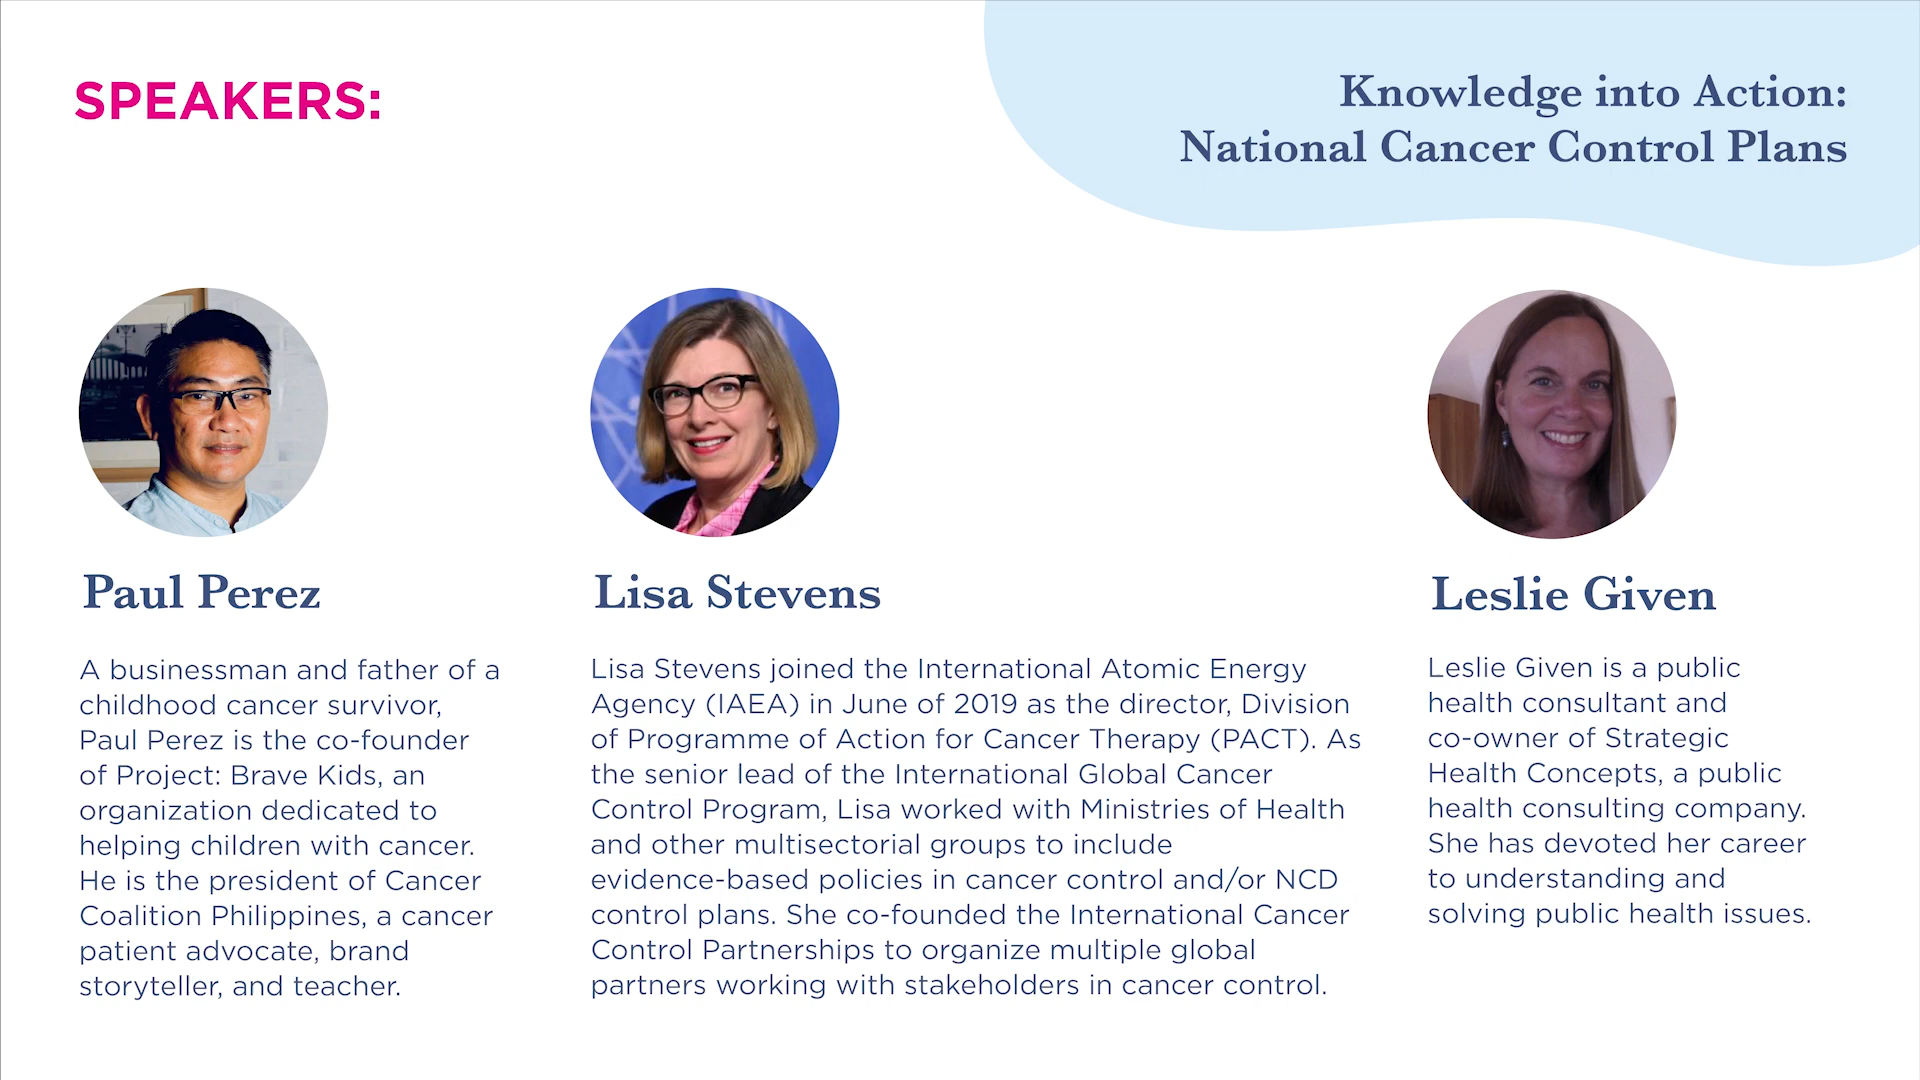 SPEAKERS:
Knowledge into Action:
National Cancer Control Plans
Paul Perez
A businessman and father of a
childhood cancer survivor,
Paul Perez is the co-founder
of Project: Brave Kids, an
organization dedicated to
helping children with cancer.
He is the president of Cancer
Coalition Philippines, a cancer
patient advocate, brand
storyteller, and teacher.
Lisa Stevens
Lisa Stevens joined the International Atomic Energy
Agency (IAEA) in June of 2019 as the director, Division
of Programme of Action for Cancer Therapy (PACT). As
the senior lead of the International Global Cancer
Control Program, Lisa worked with Ministries of Health
and other multisectorial groups to include
evidence-based policies in cancer control and/or NCD
control plans. She co-founded the International Cancer
Control Partnerships to organize multiple global
partners working with stakeholders in cancer control.
Leslie Given
Leslie Given is a public
health consultant and
co-owner of Strategic
Health Concepts, a public
health consulting company.
She has devoted her career
to understanding and
solving public health issues.